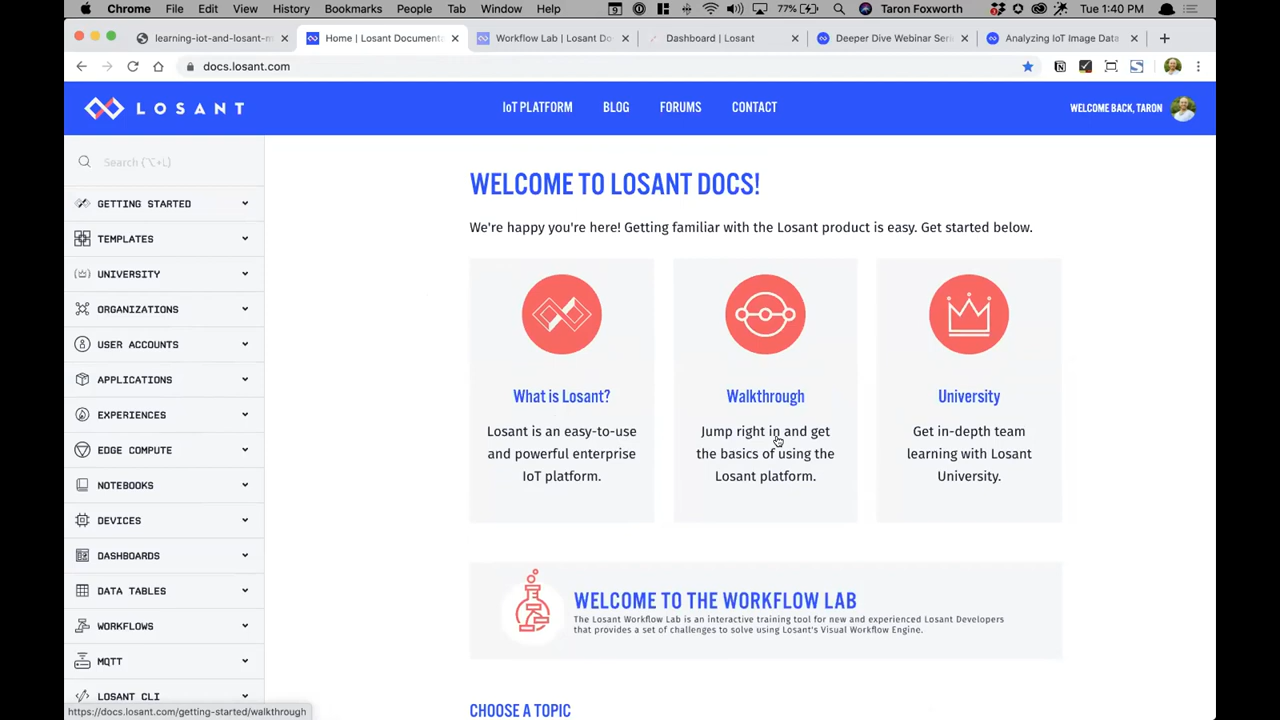 Chrome File Edit View History Bookmarks People Tab Window Help 9 77% Taron Foxworth Tue 1:40 PM
learning-iot-and-losant-m × Home | Losant Documenta × Workflow Lab | Losant Do × Dashboard | Losant × Deeper Dive Webinar Seri × Analyzing IoT Image Data ×
docs.losant.com
LOSANT IoT PLATFORM BLOG FORUMS CONTACT WELCOME BACK, TARON
Search (⌥+L)
GETTING STARTED
TEMPLATES
UNIVERSITY
ORGANIZATIONS
USER ACCOUNTS
APPLICATIONS
EXPERIENCES
EDGE COMPUTE
NOTEBOOKS
DEVICES
DASHBOARDS
DATA TABLES
WORKFLOWS
MQTT
LOSANT CLI
WELCOME TO LOSANT DOCS!
We're happy you're here! Getting familiar with the Losant product is easy. Get started below.
What is Losant?
Losant is an easy-to-use
and powerful enterprise
IoT platform.
Walkthrough
Jump right in and get
the basics of using the
Losant platform.
University
Get in-depth team
learning with Losant
University.
WELCOME TO THE WORKFLOW LAB
The Losant Workflow Lab is an interactive training tool for new and experienced Losant Developers
that provides a set of challenges to solve using Losant's Visual Workflow Engine.
CHOOSE A TOPIC
https://docs.losant.com/getting-started/walkthrough